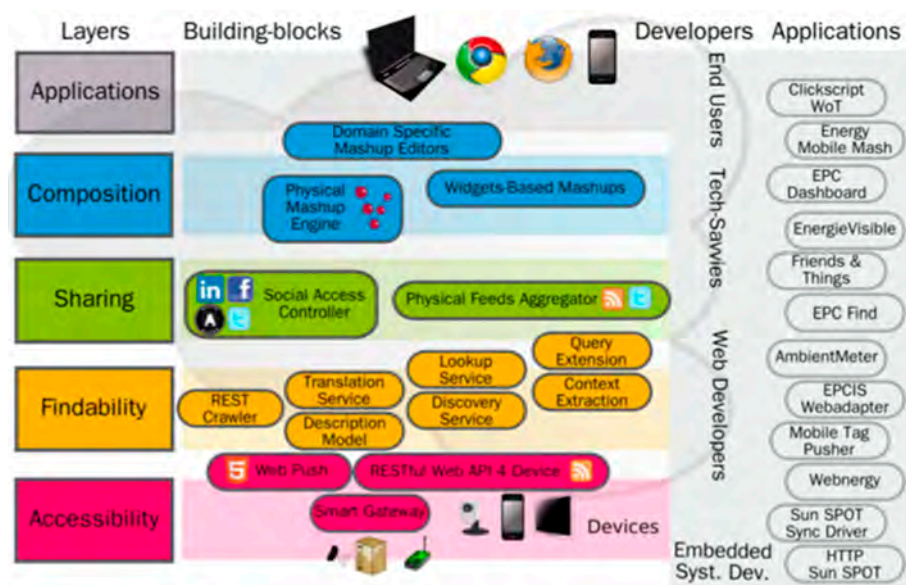 Layers
Building-blocks
Developers
Applications
Applications
End Users
Clickscript
WoT
Domain Specific
Mashup Editors
Energy
Mobile Mash
Composition
Physical
Mashup
Engine
Widgets-Based Mashups
Tech-Savvies
EPC
Dashboard
EnergieVisible
Sharing
in
f
A
Social Access
Controller
Physical Feeds Aggregator
Friends &
Things
EPC Find
Findability
REST
Crawler
Translation
Service
Description
Model
Lookup
Service
Discovery
Service
Query
Extension
Context
Extraction
Web Developers
AmbientMeter
EPCIS
Webadapter
Mobile Tag
Pusher
5
Web Push
RESTful Web API 4 Device
Webnergy
Accessibility
Smart Gateway
Devices
Sun SPOT
Sync Driver
Embedded
Syst. Dev.
HTTP
Sun SPOT